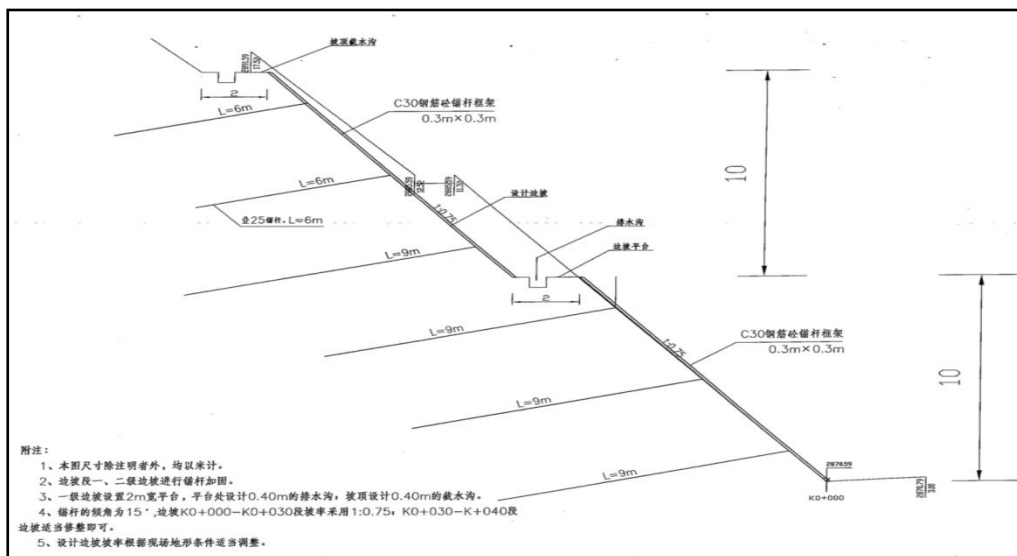 坡顶截水沟
2
L=6m
C30钢筋砼锚杆框架
0.3m×0.3m
10
L=6m
设计边坡
1:0.75
Φ25锚杆, L=6m
排水沟
边坡平台
L=9m
2
L=9m
C30钢筋砼锚杆框架
0.3m×0.3m
1:0.75
10
L=9m
L=9m
2878.59
K0+000
附注:
1、本图尺寸除注明者外,均以米计。
2、边坡段一、二级边坡进行锚杆加固。
3、一级边坡设置2m宽平台,平台处设计0.40m的排水沟;坡顶设计0.40m的截水沟。
4、锚杆的倾角为15°,边坡K0+000-K0+030段坡率采用1:0.75;K0+030-K+040段
边坡适当修整即可。
5、设计边坡坡率根据现场地形条件适当调整。